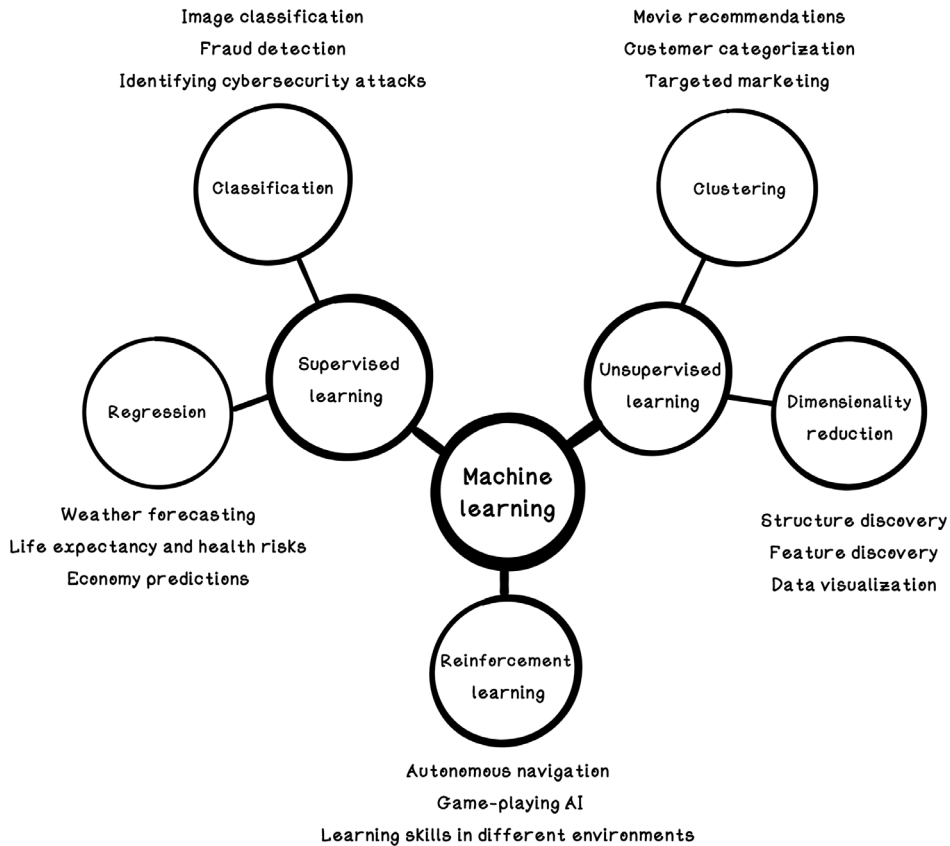 Image classification
Fraud detection
Identifying cybersecurity attacks
Movie recommendations
Customer categorization
Targeted marketing
Classification
Clustering
Supervised
learning
Unsupervised
learning
Regression
Dimensionality
reduction
Machine
learning
Weather forecasting
Life expectancy and health risks
Economy predictions
Structure discovery
Feature discovery
Data visualization
Reinforcement
learning
Autonomous navigation
Game-playing AI
Learning skills in different environments